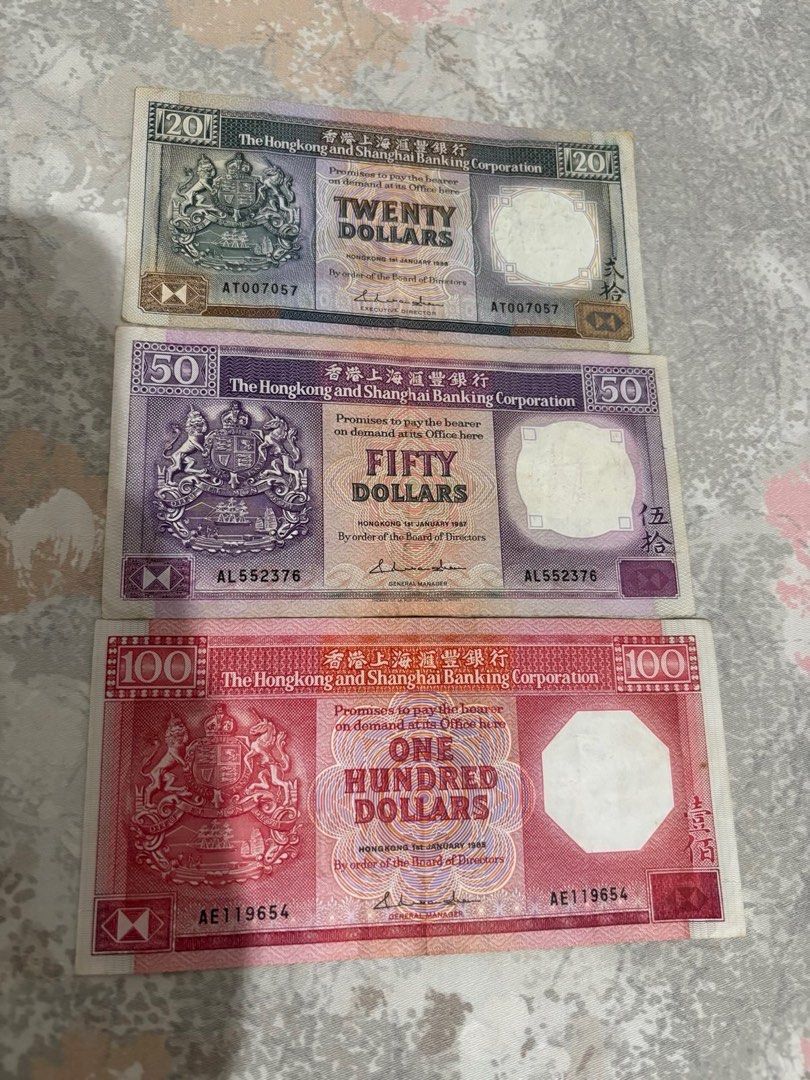 20
香港上海滙豐銀行
20
The Hongkong and Shanghai Banking Corporation
Promises to pay the bearer
on demand at its Office here
TWENTY
DOLLARS
HONGKONG 1st JANUARY
By order of the Board of Directors
EXECUTIVE DIRECTOR
AT007057
AT007057
貳拾
50
香港上海滙豐銀行
50
The Hongkong and Shanghai Banking Corporation
Promises to pay the bearer
on demand at its Office here
FIFTY
DOLLARS
HONGKONG 1st JANUARY 1987
By order of the Board of Directors
GENERAL MANAGER
AL552376
AL552376
伍拾
100
香港上海滙豐銀行
100
The Hongkong and Shanghai Banking Corporation
Promises to pay the bearer
on demand at its Office here
ONE
HUNDRED
DOLLARS
HONGKONG 1st JANUARY 1985
By order of the Board of Directors
GENERAL MANAGER
AE119654
AE119654
壹佰